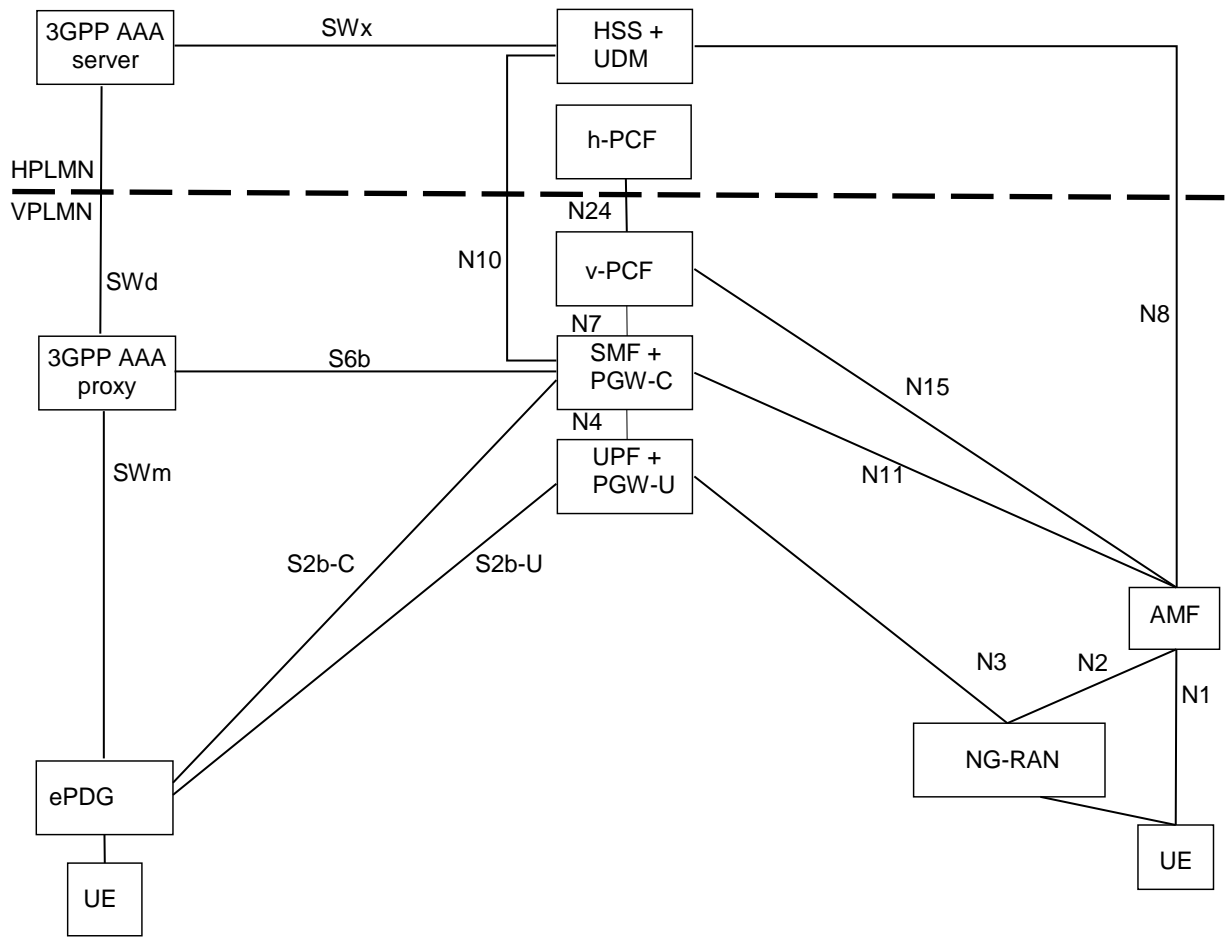 3GPP AAA
server
SWx
HSS +
UDM
h-PCF
HPLMN
VPLMN
N24
N10
v-PCF
SWd
N8
N7
3GPP AAA
proxy
S6b
SMF +
PGW-C
N15
N4
SWm
UPF +
PGW-U
N11
S2b-C
S2b-U
AMF
N3
N2
N1
NG-RAN
ePDG
UE
UE